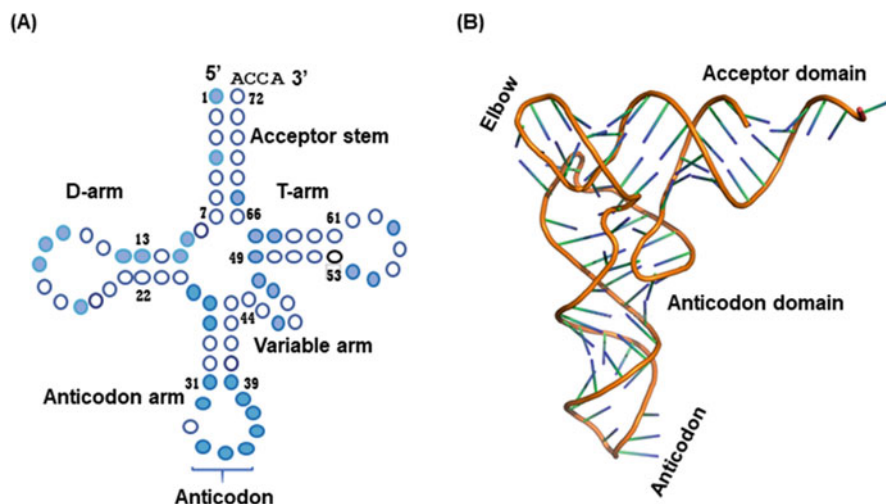 (A)
5' ACCA 3'
1
72
Acceptor stem
D-arm
T-arm
7
66
61
13
49
53
22
44
Variable arm
31
39
Anticodon arm
Anticodon
(B)
Elbow
Acceptor domain
Anticodon domain
Anticodon